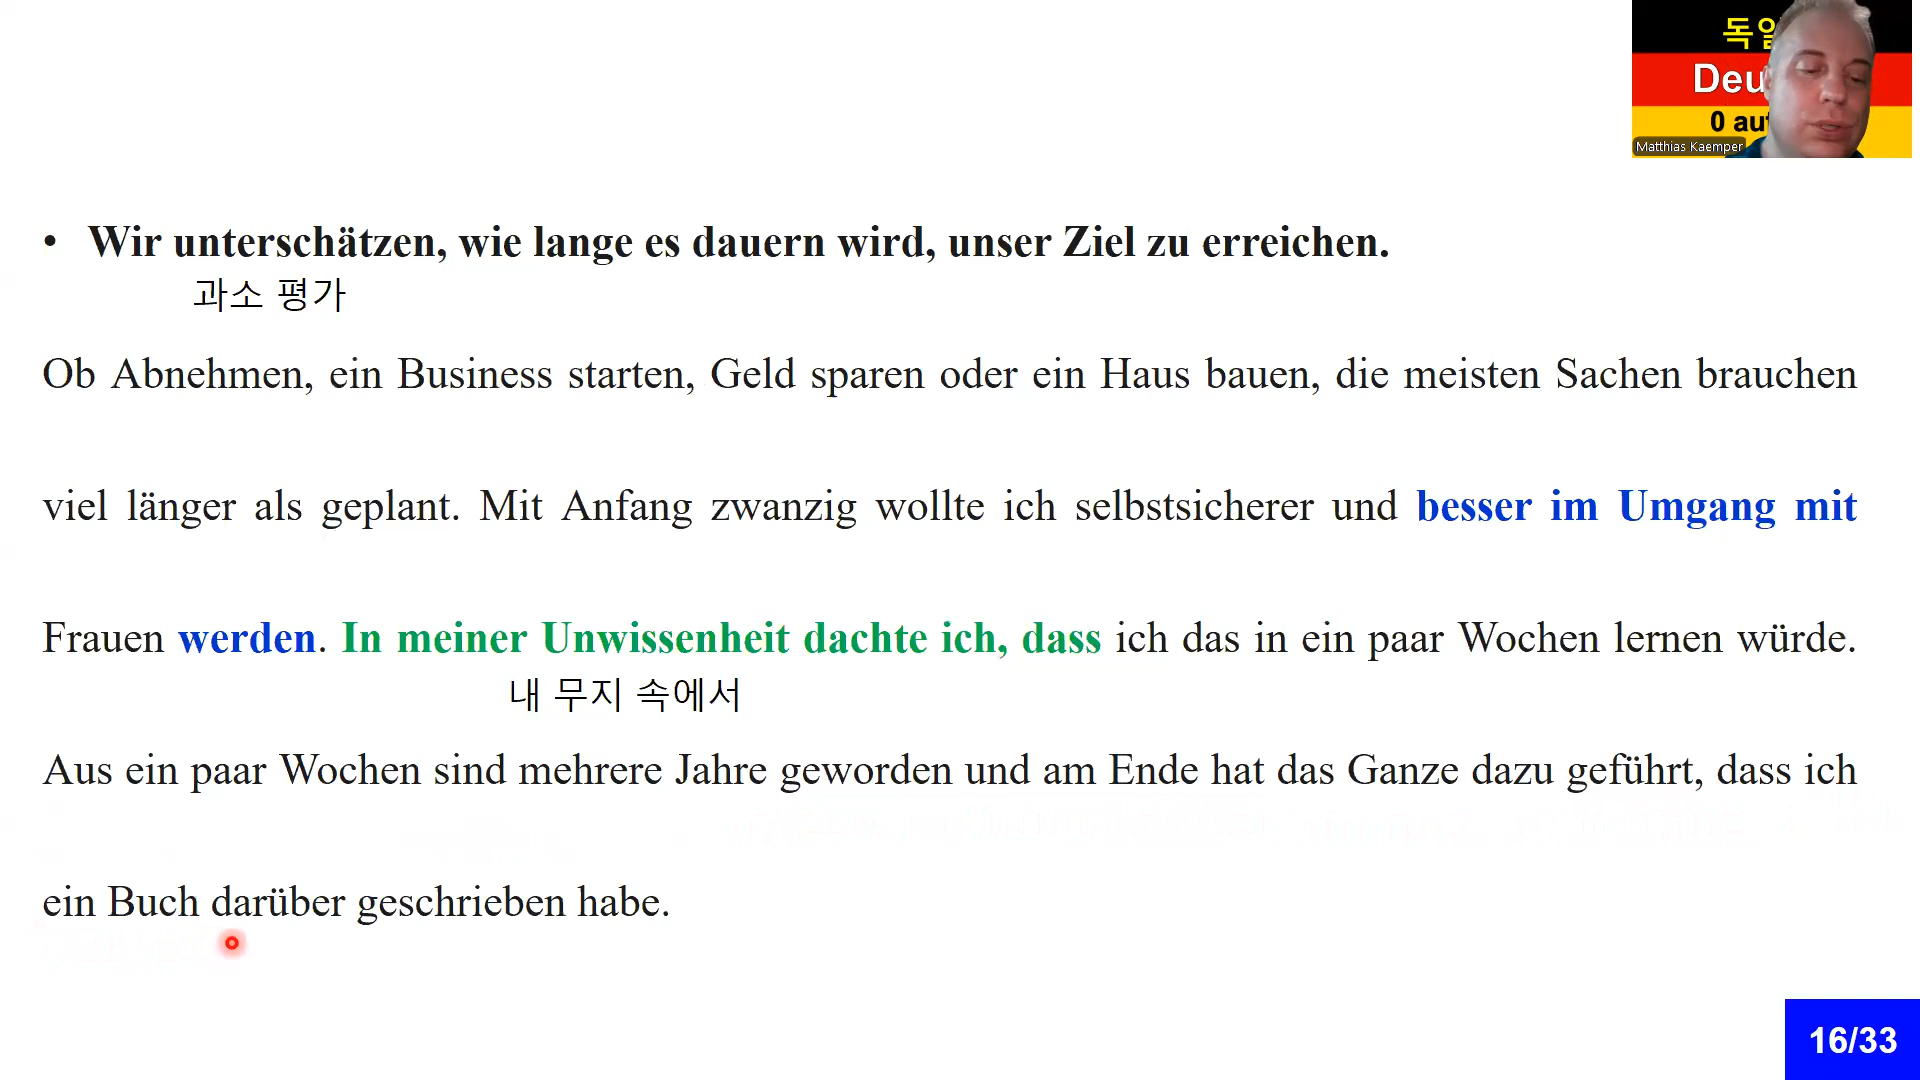 독일
Deu
0 au
Matthias Kaemper
• Wir unterschätzen, wie lange es dauern wird, unser Ziel zu erreichen.
과소 평가
Ob Abnehmen, ein Business starten, Geld sparen oder ein Haus bauen, die meisten Sachen brauchen
viel länger als geplant. Mit Anfang zwanzig wollte ich selbstsicherer und besser im Umgang mit
Frauen werden. In meiner Unwissenheit dachte ich, dass ich das in ein paar Wochen lernen würde.
내 무지 속에서
Aus ein paar Wochen sind mehrere Jahre geworden und am Ende hat das Ganze dazu geführt, dass ich
ein Buch darüber geschrieben habe.
16/33